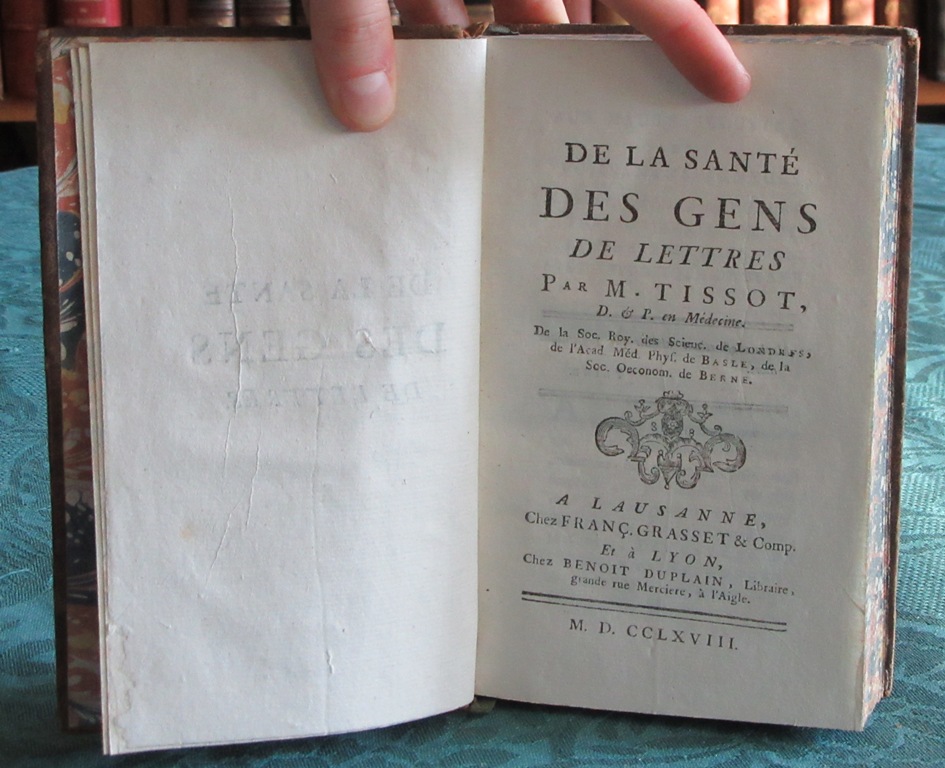 DE LA SANTÉ
DES GENS
DE LETTRES
PAR M. TISSOT,
D. & P. en Médecine.
De la Soc. Roy. des Scienc. de LONDRES,
de l'Acad. Méd. Phys. de BASLE, de la
Soc. Oeconom. de BERNE.
A LAUSANNE,
Chez FRANÇ. GRASSET & Comp.
Et à LYON,
Chez BENOIT DUPLAIN, Libraire,
grande rue Merciere, à l'Aigle.
M. D. CCLXVIII.